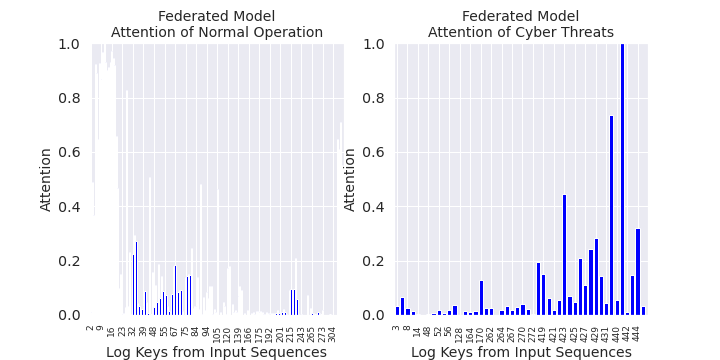 Federated Model
Attention of Normal Operation
Attention
1.0
0.8
0.6
0.4
0.2
0.0
2 9 16 23 32 39 48 55 67 75 84 94 105 132 139 166 175 192 201 215 243 265 273 304
Log Keys from Input Sequences
Federated Model
Attention of Cyber Threats
Attention
1.0
0.8
0.6
0.4
0.2
0.0
3 8 14 48 52 56 128 164 170 262 264 267 270 272 419 421 423 425 427 429 431 440 442 444
Log Keys from Input Sequences